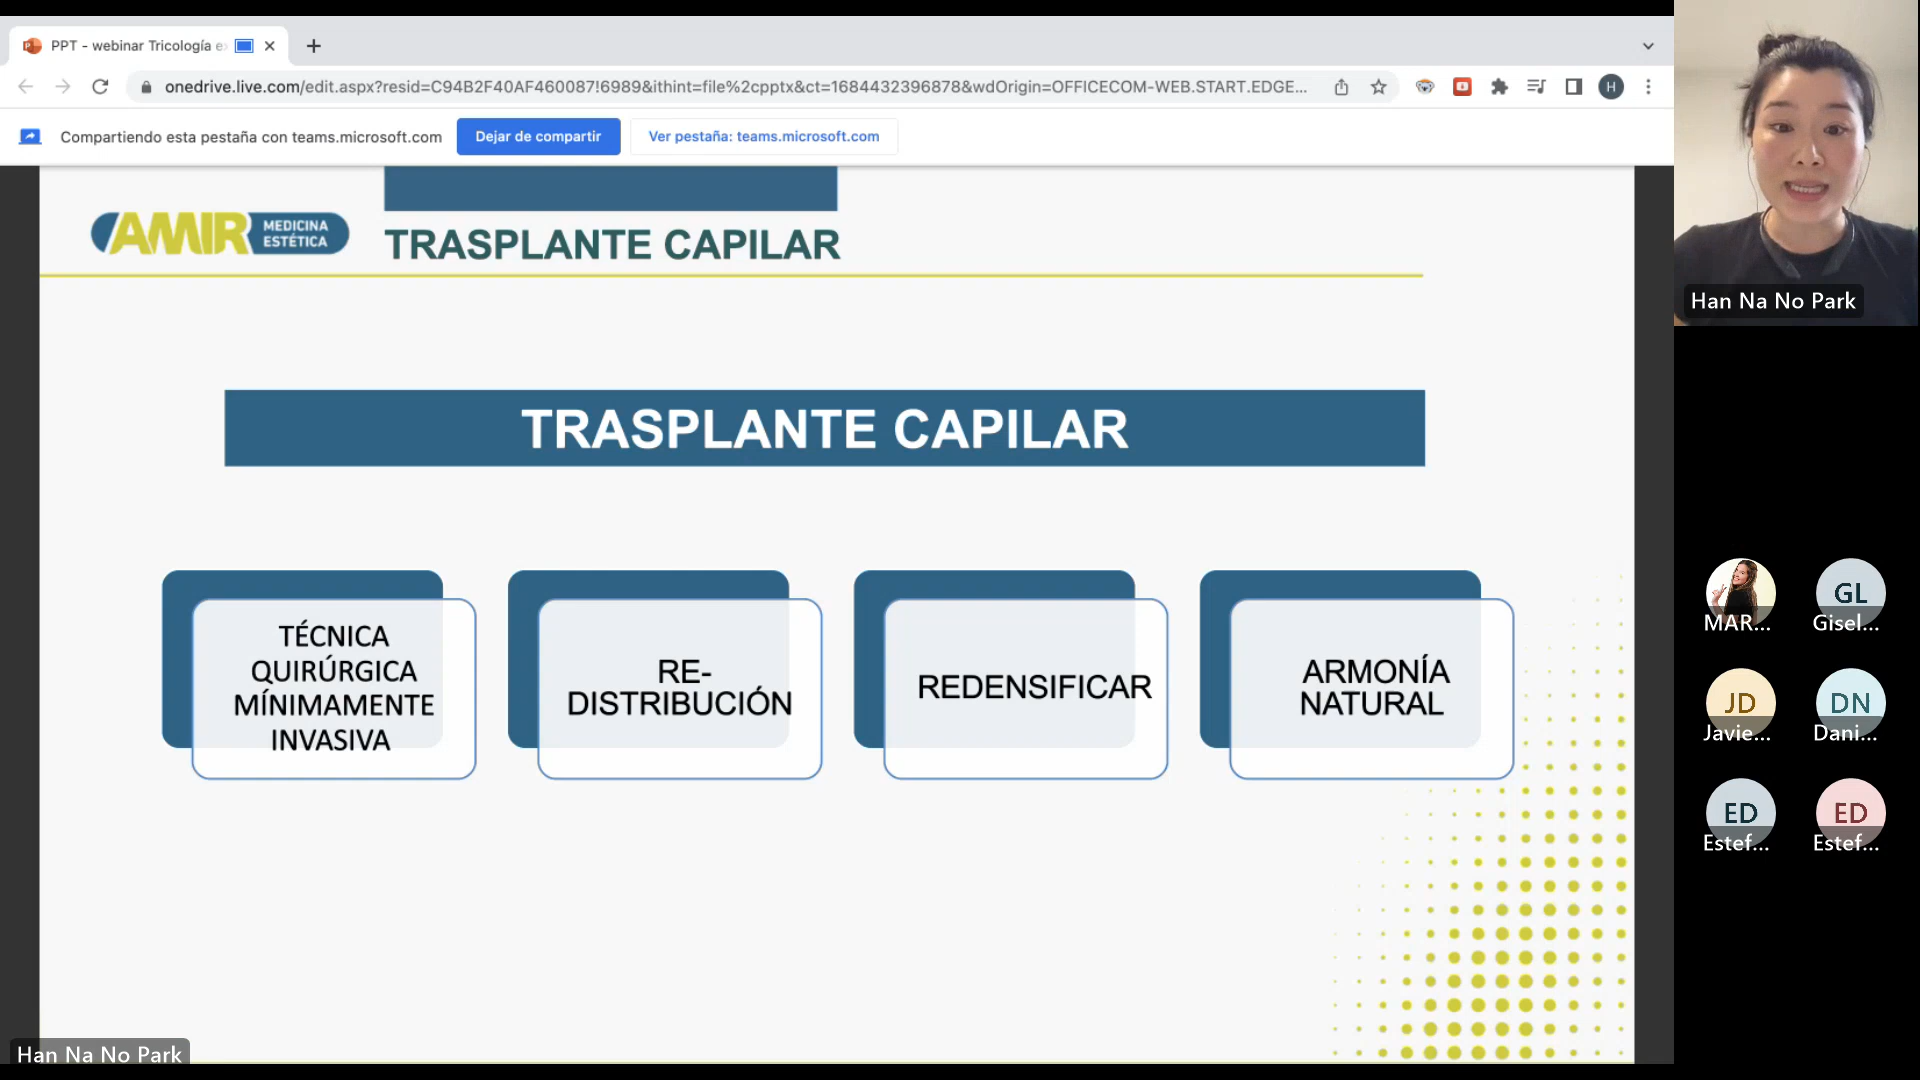 PPT - webinar Tricología e
onedrive.live.com/edit.aspx?resid=C94B2F40AF460087!6989&ithint=file%2cpptx&ct=1684432396878&wdOrigin=OFFICECOM-WEB.START.EDGE...
H
Compartiendo esta pestaña con teams.microsoft.com
Dejar de compartir
Ver pestaña: teams.microsoft.com
AMIR
MEDICINA
ESTÉTICA
TRASPLANTE CAPILAR
TRASPLANTE CAPILAR
TÉCNICA
QUIRÚRGICA
MÍNIMAMENTE
INVASIVA
RE-
DISTRIBUCIÓN
REDENSIFICAR
ARMONÍA
NATURAL
Han Na No Park
Han Na No Park
MAR...
GL
Gisel...
JD
Javie...
DN
Dani...
ED
Estef...
ED
Estef...